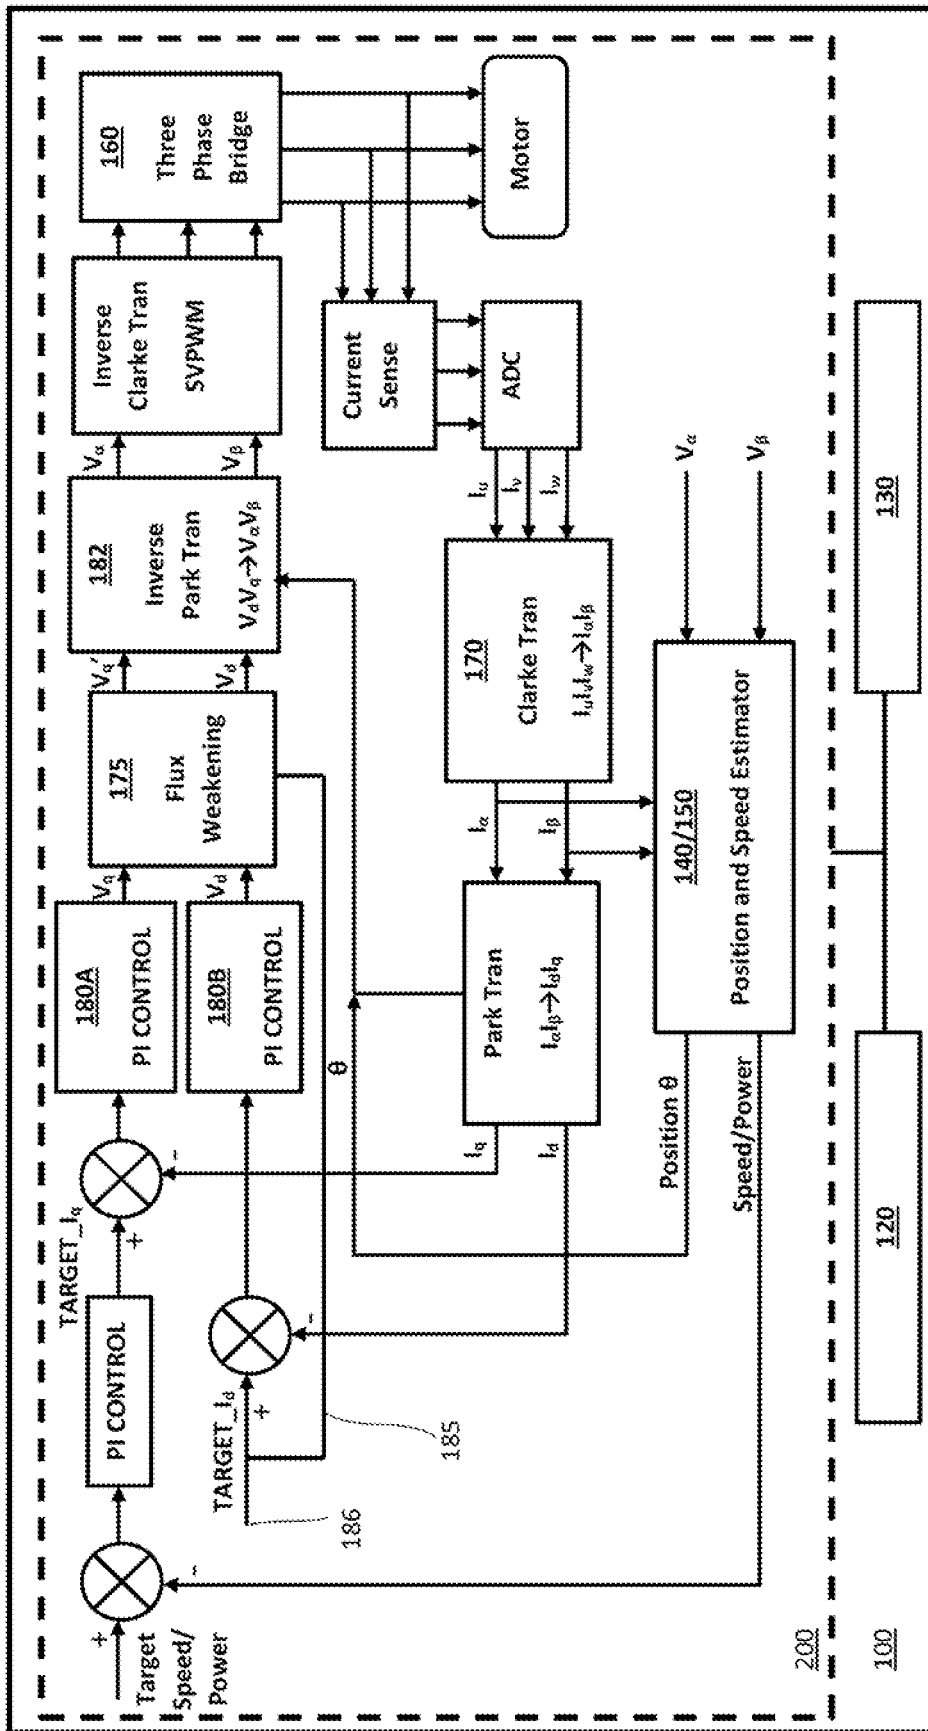 Target
Speed/
Power
+
-
PI CONTROL
TARGET_Iq
+
-
180A
PI CONTROL
Vq
TARGET_Id
+
-
186
185
180B
PI CONTROL
Vd
175
Flux
Weakening
Vq'
Vd
182
Inverse
Park Tran
VdVq→VαVβ
Vα
Vβ
Inverse
Clarke Tran
SVPWM
160
Three
Phase
Bridge
Motor
Current
Sense
ADC
Iu
Iv
Iw
170
Clarke Tran
IuIvIw→IαIβ
Iα
Iβ
Park Tran
IαIβ→IdIq
Iq
Id
θ
140/150
Position and Speed Estimator
Vα
Vβ
Position θ
Speed/Power
200
100
120
130